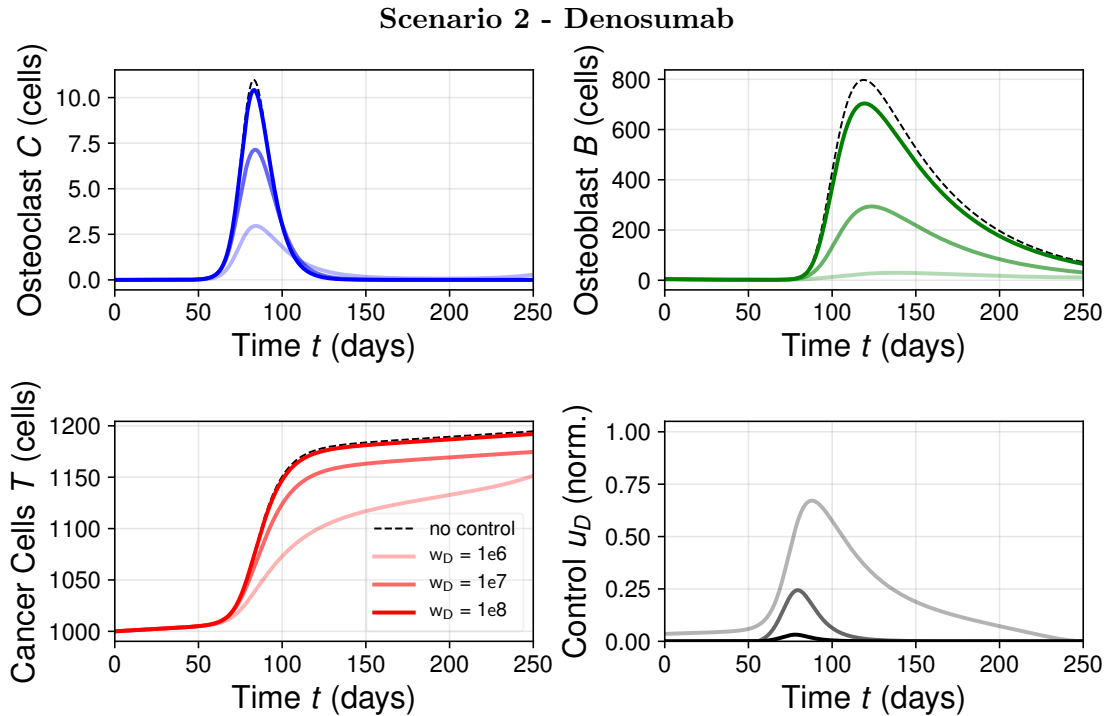 Scenario 2 - Denosumab
Osteoclast C (cells)
10.0
7.5
5.0
2.5
0.0
0 50 100 150 200 250
Time t (days)
Osteoblast B (cells)
800
600
400
200
0
0 50 100 150 200 250
Time t (days)
Cancer Cells T (cells)
1200
1150
1100
1050
1000
no control
w_D = 1e6
w_D = 1e7
w_D = 1e8
0 50 100 150 200 250
Time t (days)
Control u_D (norm.)
1.00
0.75
0.50
0.25
0.00
0 50 100 150 200 250
Time t (days)